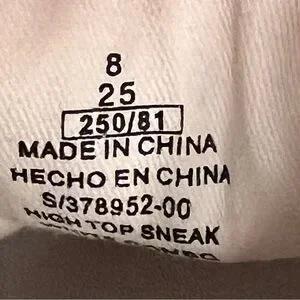 8
25
250/81
MADE IN CHINA
HECHO EN CHINA
S/378952-00
HIGH TOP SNEAK